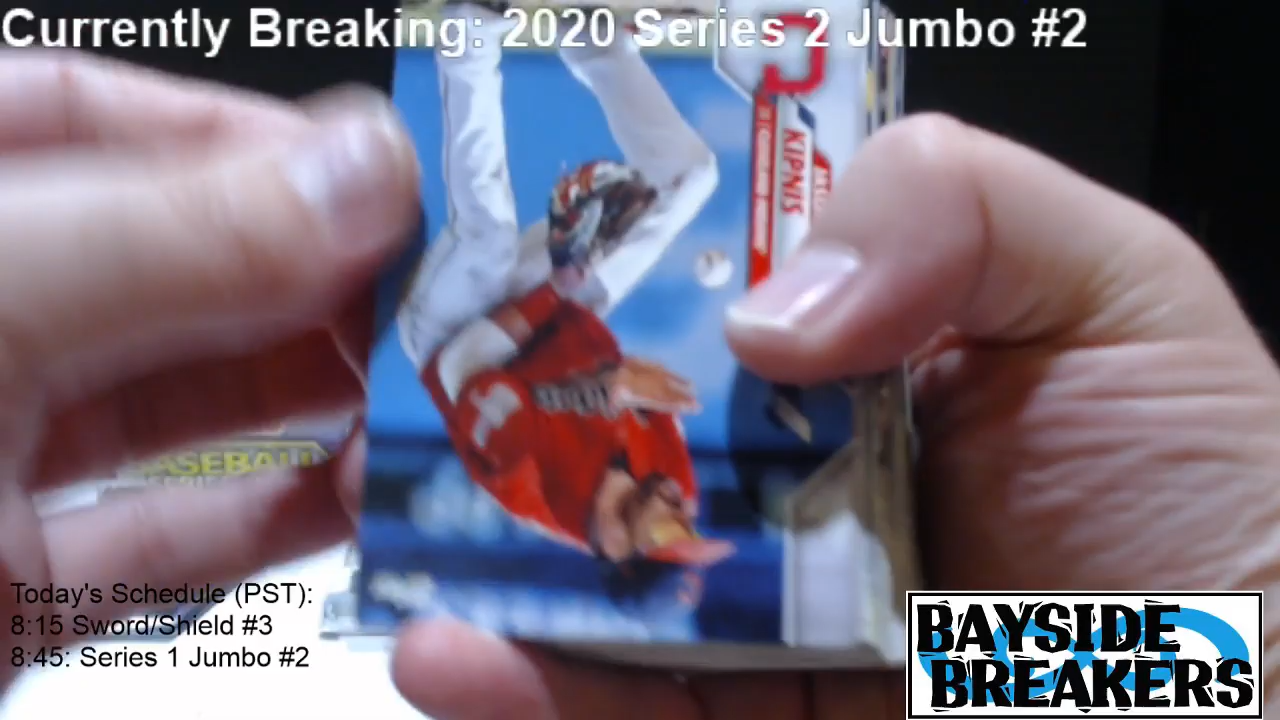 Currently Breaking: 2020 Series 2 Jumbo #2
KIPNIS
BASEBALL
Today's Schedule (PST):
8:15 Sword/Shield #3
8:45: Series 1 Jumbo #2
BAYSIDE
BREAKERS